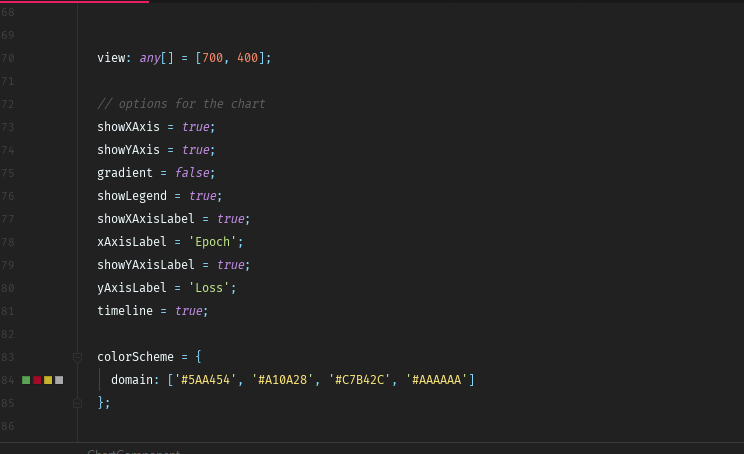 68
69
70 view: any[] = [700, 400];
71
72 // options for the chart
73 showXAxis = true;
74 showYAxis = true;
75 gradient = false;
76 showLegend = true;
77 showXAxisLabel = true;
78 xAxisLabel = 'Epoch';
79 showYAxisLabel = true;
80 yAxisLabel = 'Loss';
81 timeline = true;
82
83 colorScheme = {
84 domain: ['#5AA454', '#A10A28', '#C7B42C', '#AAAAAA']
85 };
86
ChartComponent